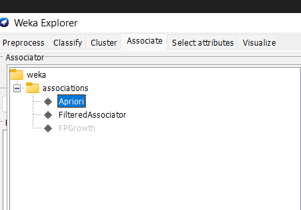 Weka Explorer
Preprocess Classify Cluster Associate Select attributes Visualize
Associator
weka
associations
Apriori
FilteredAssociator
FPGrowth